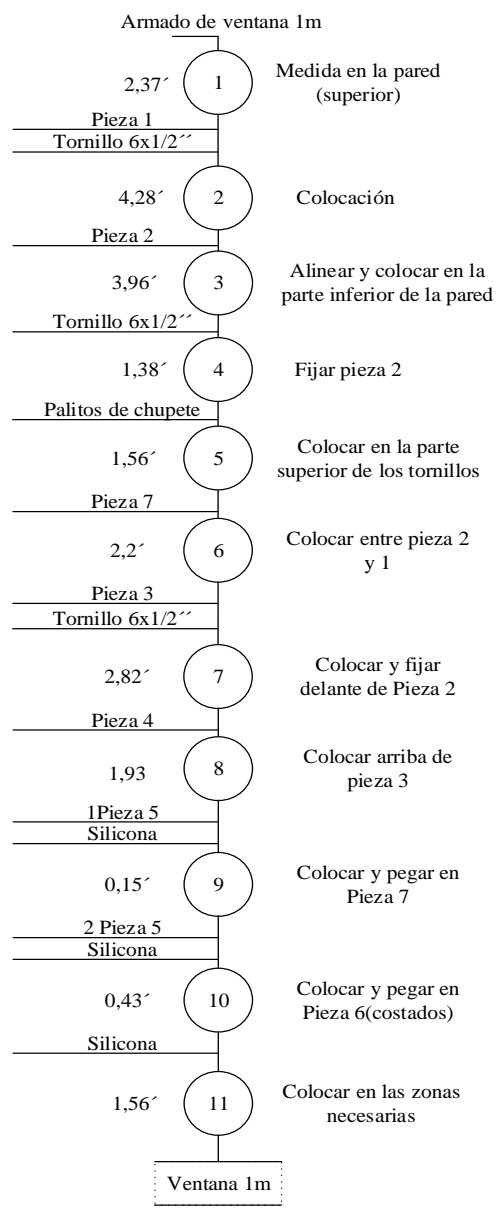 Armado de ventana 1m
2,37´
1
Medida en la pared
(superior)
Pieza 1
Tornillo 6x1/2´´
4,28´
2
Colocación
Pieza 2
3,96´
3
Alinear y colocar en la
parte inferior de la pared
Tornillo 6x1/2´´
1,38´
4
Fijar pieza 2
Palitos de chupete
1,56´
5
Colocar en la parte
superior de los tornillos
Pieza 7
2,2´
6
Colocar entre pieza 2
y 1
Pieza 3
Tornillo 6x1/2´´
2,82´
7
Colocar y fijar
delante de Pieza 2
Pieza 4
1,93
8
Colocar arriba de
pieza 3
1Pieza 5
Silicona
0,15´
9
Colocar y pegar en
Pieza 7
2 Pieza 5
Silicona
0,43´
10
Colocar y pegar en
Pieza 6(costados)
Silicona
1,56´
11
Colocar en las zonas
necesarias
Ventana 1m